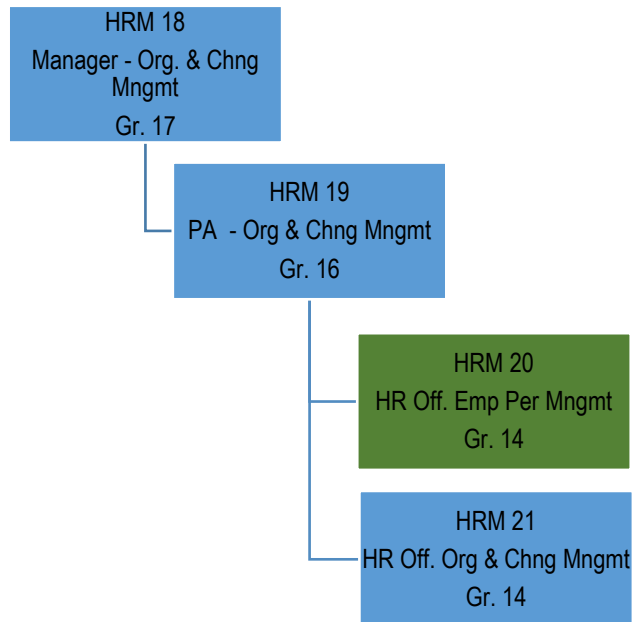 HRM 18
Manager - Org. & Chng
Mngmt
Gr. 17
HRM 19
PA - Org & Chng Mngmt
Gr. 16
HRM 20
HR Off. Emp Per Mngmt
Gr. 14
HRM 21
HR Off. Org & Chng Mngmt
Gr. 14